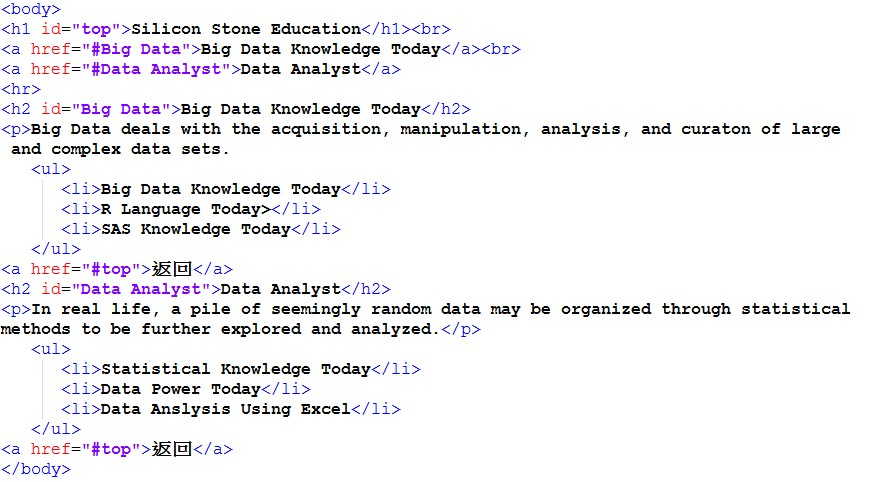 <body>
<h1 id="top">Silicon Stone Education</h1><br>
<a href="#Big Data">Big Data Knowledge Today</a><br>
<a href="#Data Analyst">Data Analyst</a>
<hr>
<h2 id="Big Data">Big Data Knowledge Today</h2>
<p>Big Data deals with the acquisition, manipulation, analysis, and curaton of large
and complex data sets.
<ul>
<li>Big Data Knowledge Today</li>
<li>R Language Today></li>
<li>SAS Knowledge Today</li>
</ul>
<a href="#top">返回</a>
<h2 id="Data Analyst">Data Analyst</h2>
<p>In real life, a pile of seemingly random data may be organized through statistical
methods to be further explored and analyzed.</p>
<ul>
<li>Statistical Knowledge Today</li>
<li>Data Power Today</li>
<li>Data Anslysis Using Excel</li>
</ul>
<a href="#top">返回</a>
</body>